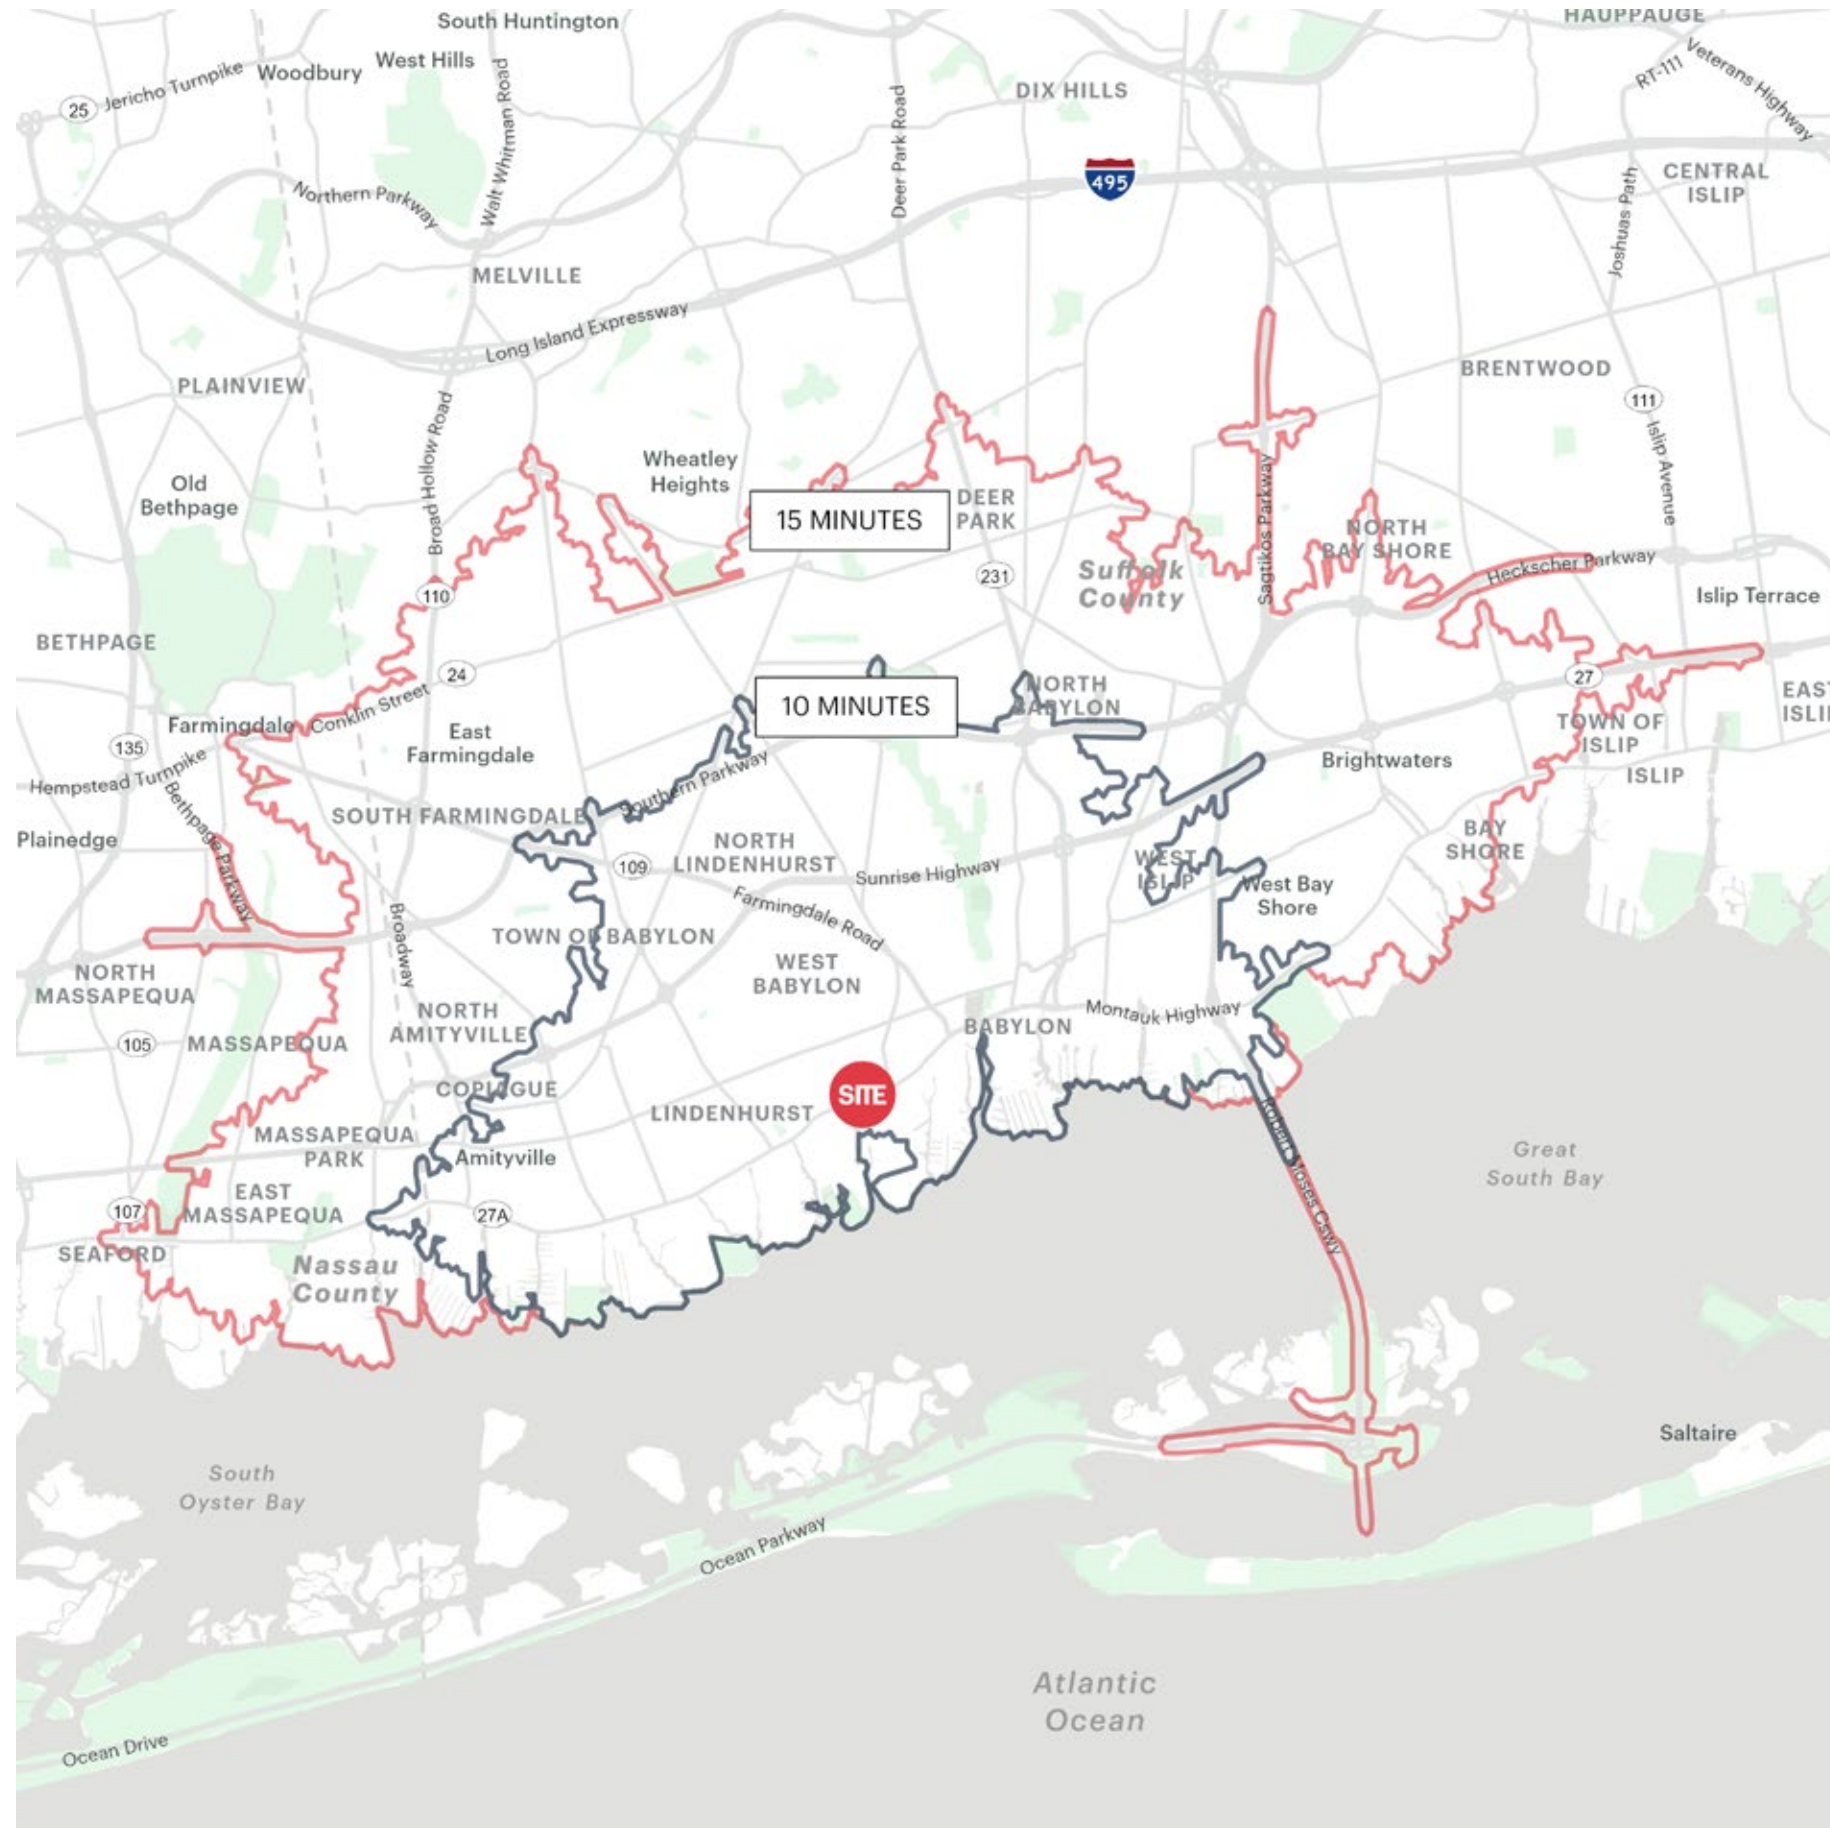 South Huntington
HAUPPAUGE
West Hills
Woodbury
Veterans Highway
RT-111
Jericho Turnpike
25
DIX HILLS
Walt Whitman Road
Deer Park Road
495
CENTRAL
ISLIP
Northern Parkway
Joshuas Path
MELVILLE
Long Island Expressway
PLAINVIEW
BRENTWOOD
111
Islip Avenue
Broad Hollow Road
Wheatley
Heights
Old
Bethpage
15 MINUTES
DEER
PARK
Sagtikos Parkway
NORTH
BAY SHORE
Heckscher Parkway
231
Suffolk
County
110
Islip Terrace
BETHPAGE
24
27
NORTH
BABYLON
EAST
ISLI
10 MINUTES
Farmingdale
Conklin Street
TOWN OF
ISLIP
East
Farmingdale
135
Hempstead Turnpike
Brightwaters
ISLIP
Southern Parkway
Bethpage Parkway
SOUTH FARMINGDALE
Plainedge
NORTH
LINDENHURST
109
Sunrise Highway
BAY
SHORE
WEST
ISLIP
West Bay
Shore
Farmingdale Road
Broadway
TOWN OF BABYLON
WEST
BABYLON
NORTH
MASSAPEQUA
NORTH
AMITYVILLE
Montauk Highway
BABYLON
105
MASSAPEQUA
COPIAGUE
SITE
LINDENHURST
Robert Moses Cswy
MASSAPEQUA
PARK
Amityville
Great
South Bay
EAST
MASSAPEQUA
107
27A
SEAFORD
Nassau
County
Saltaire
South
Oyster Bay
Ocean Parkway
Atlantic
Ocean
Ocean Drive